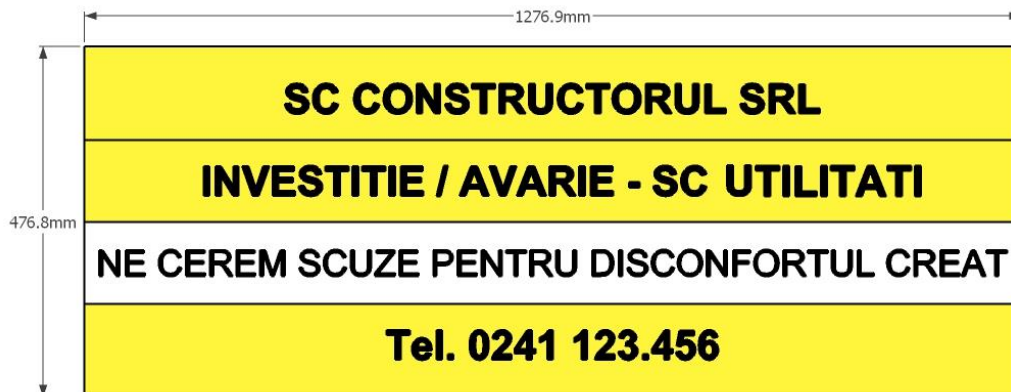 1276.9mm
SC CONSTRUCTORUL SRL
INVESTITIE / AVARIE - SC UTILITATI
476.8mm
NE CEREM SCUZE PENTRU DISCONFORTUL CREAT
Tel. 0241 123.456